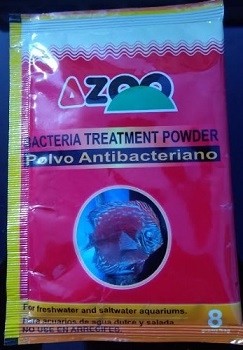 AZOO
BACTERIA TREATMENT POWDER
Polvo Antibacteriano
For freshwater and saltwater aquariums.
Para acuarios de agua dulce y salada.
NO USE EN ARRECIFES
8